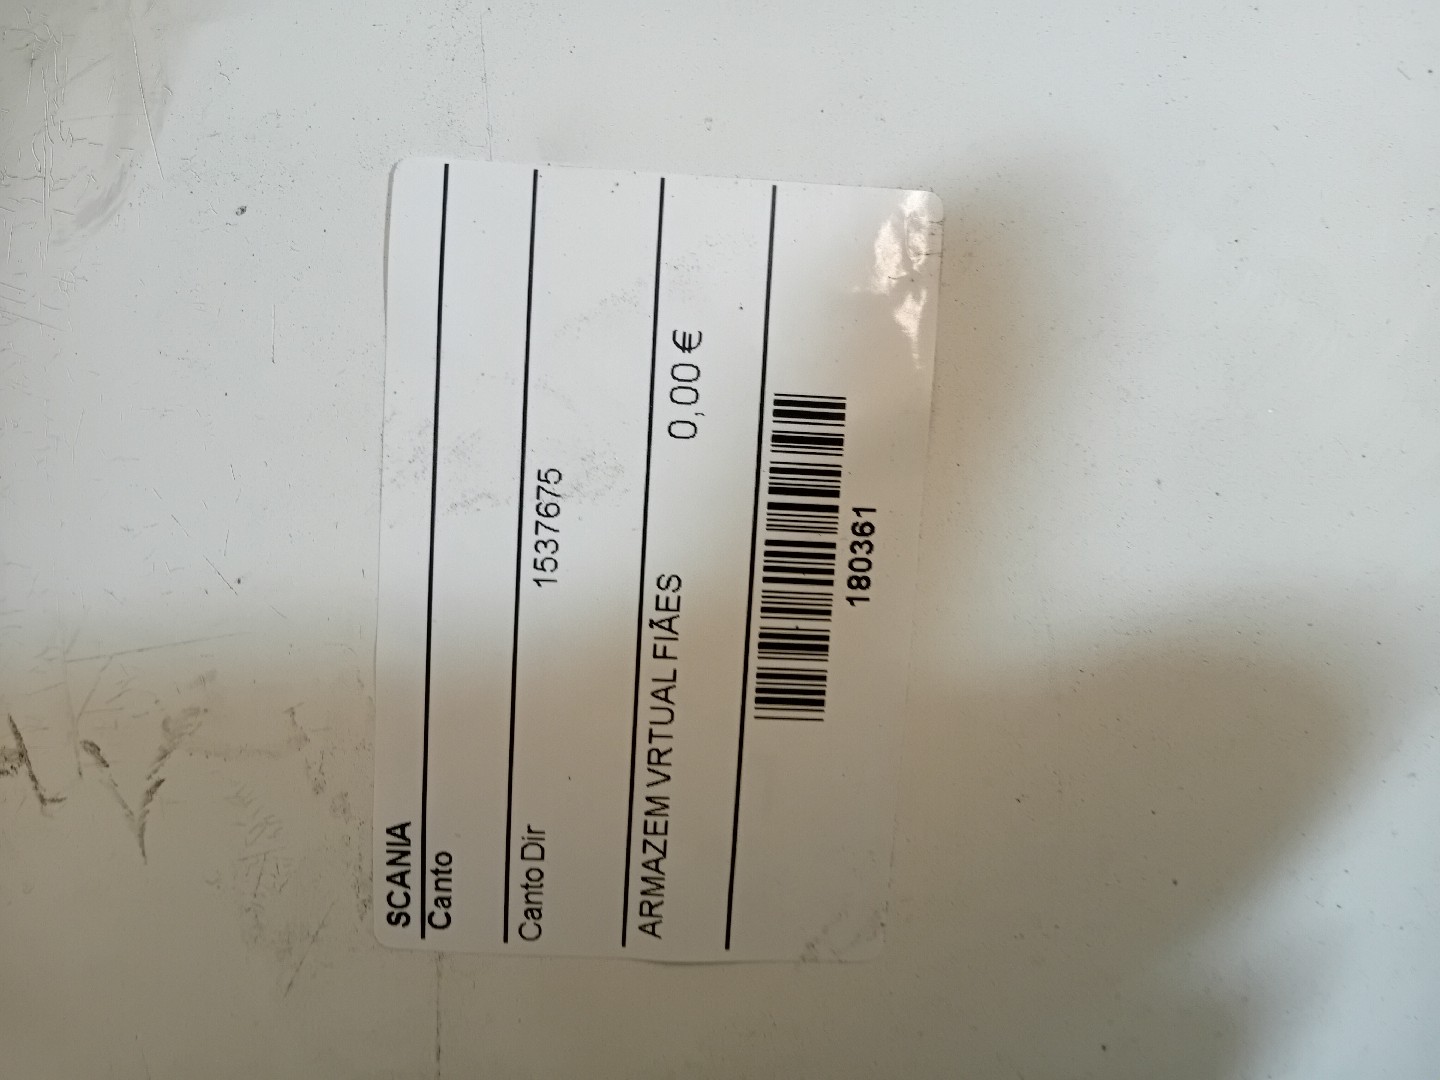 SCANIA
Canto
Canto Dir 1537675
ARMAZEM VRTUAL FIÃES 0,00 €
180361